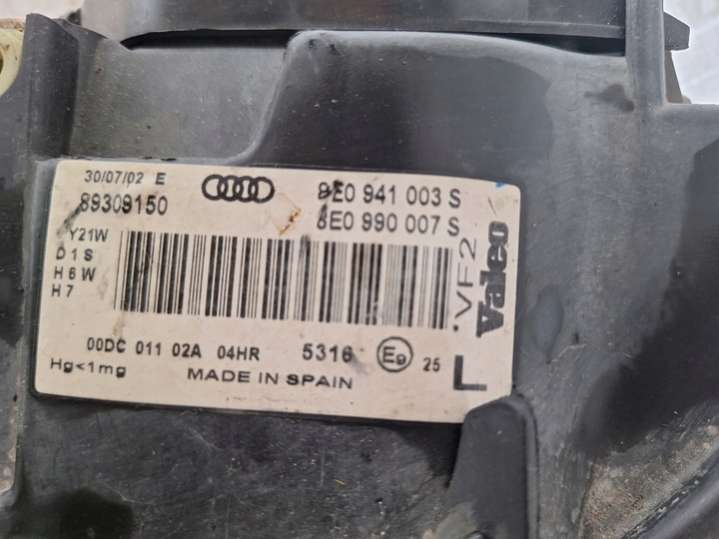 30/07/02 E
89309150
8E0 941 003 S
8E0 990 007 S
Y21W
D1S
H6W
H7
.VF2
Valeo
00DC 011 02A 04HR 5316 E9 25
L
Hg<1mg
MADE IN SPAIN